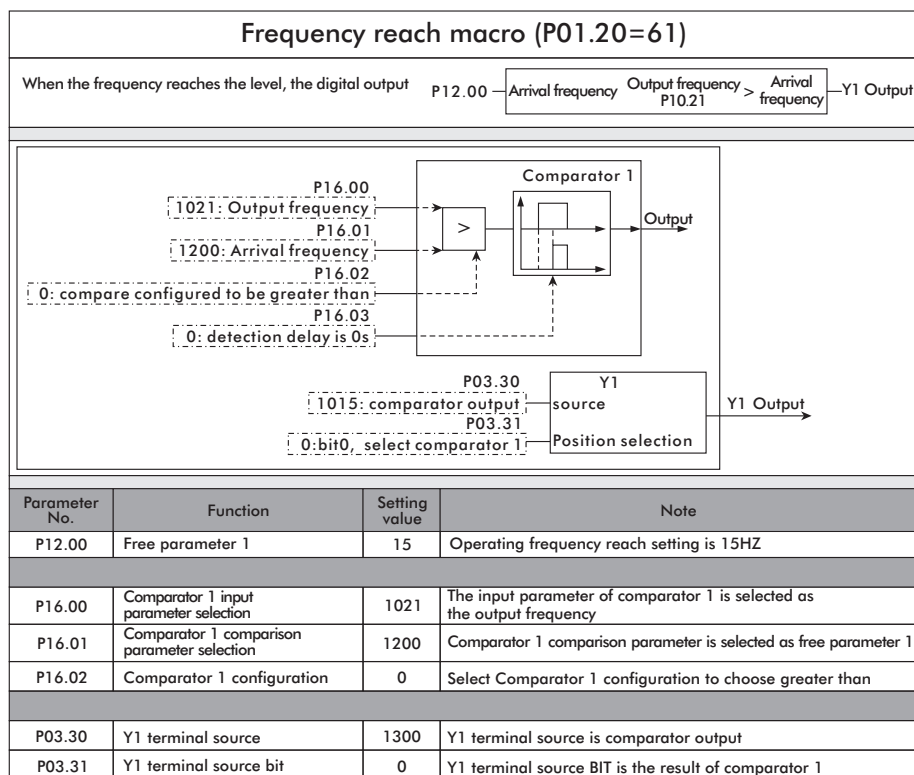 Frequency reach macro (P01.20=61)
When the frequency reaches the level, the digital output
P12.00
Arrival frequency
Output frequency
P10.21
>
Arrival
frequency
Y1 Output
P16.00
1021: Output frequency
P16.01
1200: Arrival frequency
P16.02
0: compare configured to be greater than
P16.03
0: detection delay is 0s
>
Comparator 1
Output
P03.30
1015: comparator output
P03.31
0:bit0, select comparator 1
Y1
source
Position selection
Y1 Output
Parameter
No.
Function
Setting
value
Note
P12.00 Free parameter 1 15 Operating frequency reach setting is 15HZ
P16.00
Comparator 1 input
parameter selection
1021
The input parameter of comparator 1 is selected as
the output frequency
P16.01
Comparator 1 comparison
parameter selection
1200
Comparator 1 comparison parameter is selected as free parameter 1
P16.02 Comparator 1 configuration 0 Select Comparator 1 configuration to choose greater than
P03.30 Y1 terminal source 1300 Y1 terminal source is comparator output
P03.31 Y1 terminal source bit 0 Y1 terminal source BIT is the result of comparator 1